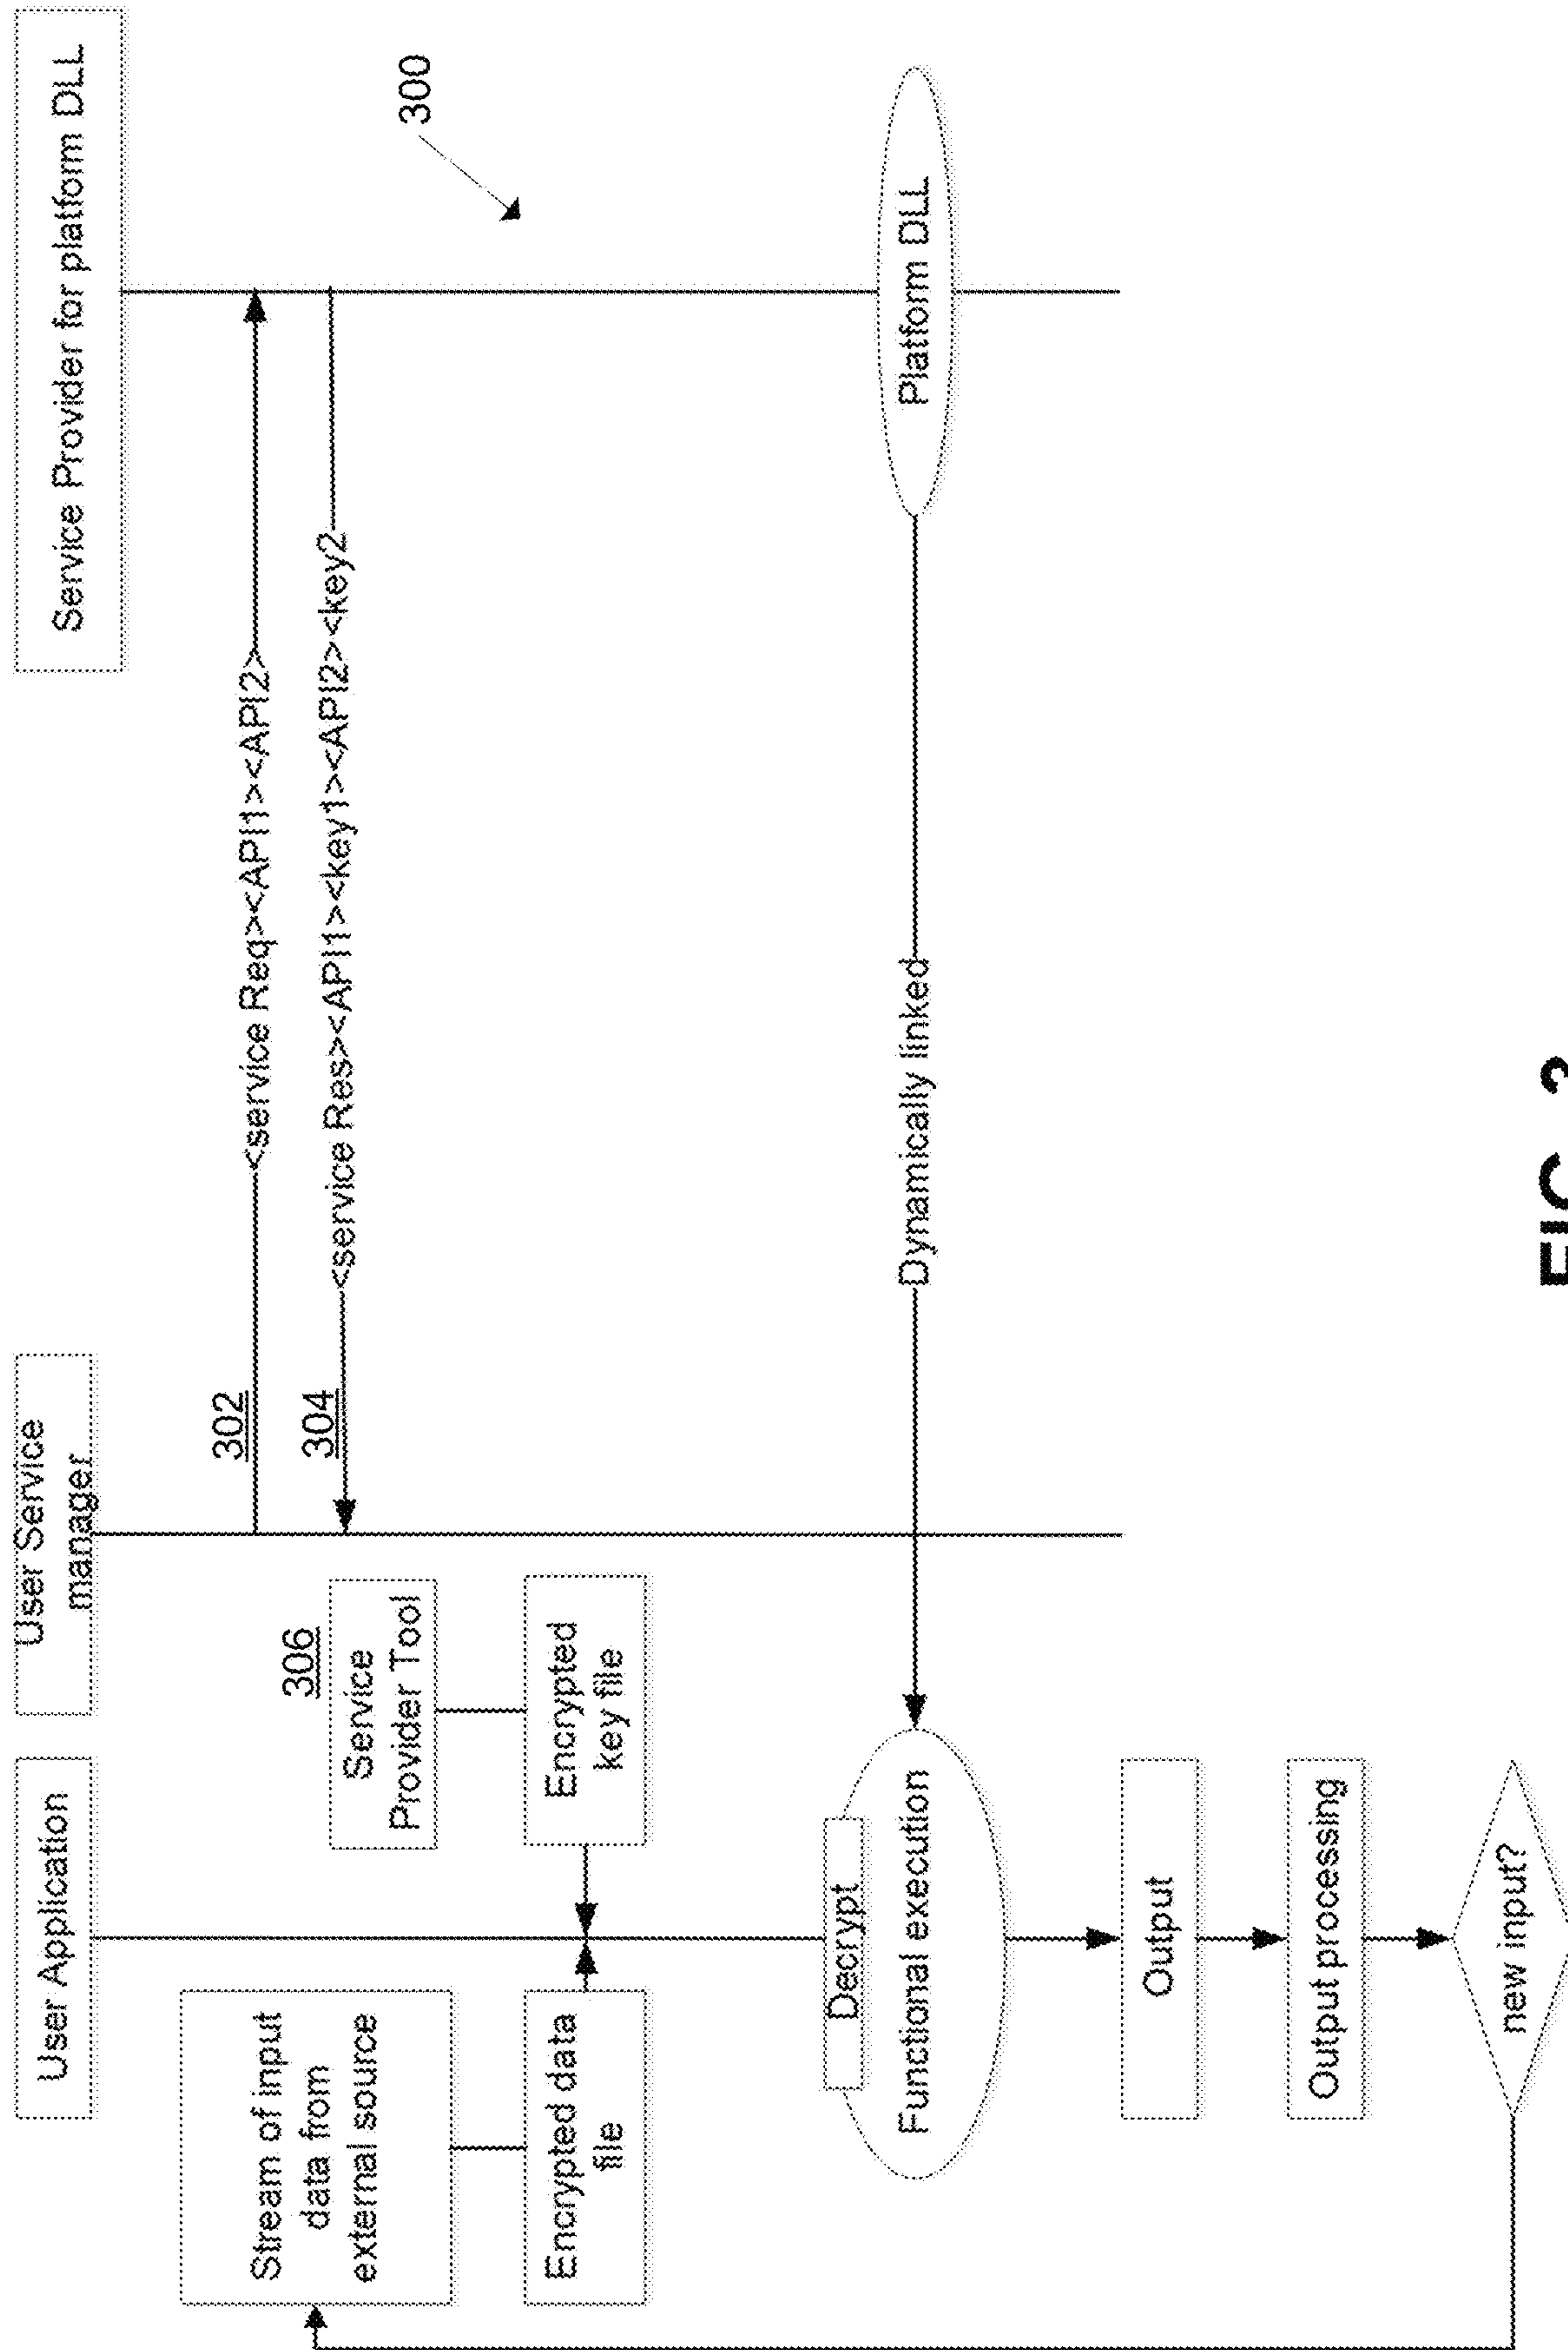 User Application
User Service
manager
Service Provider for platform DLL
302
<service Req><API1><API2>
304
<service Res><API1><key1><API2><key2
300
306
Service
Provider Tool
Stream of input
data from
external source
Encrypted
key file
Encrypted data
file
Decrypt
Functional execution
Dynamically linked
Platform DLL
Output
Output processing
new input?
FIG.